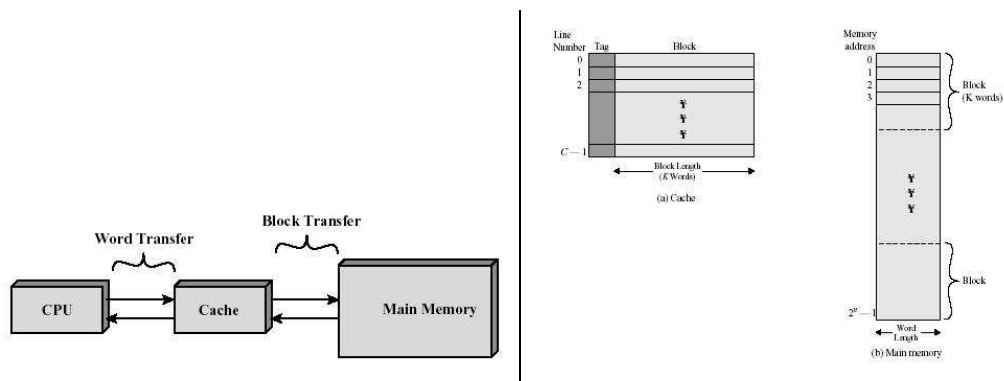 Block Transfer
Word Transfer
CPU
Cache
Main Memory
Line
Number
Tag
Block
0
1
2
¥
¥
¥
C — 1
Block Length
(K Words)
(a) Cache
Memory
address
0
1
2
3
Block
(K words)
¥
¥
¥
Block
2ⁿ — 1
Word
Length
(b) Main memory